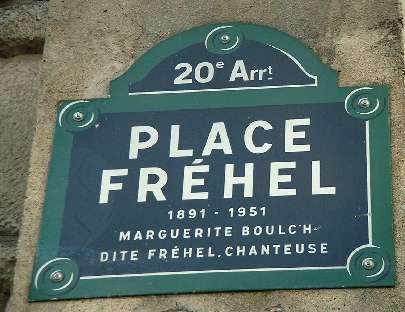 20e Arrt
PLACE
FRÉHEL
1891 - 1951
MARGUERITE BOULC'H
DITE FRÉHEL, CHANTEUSE